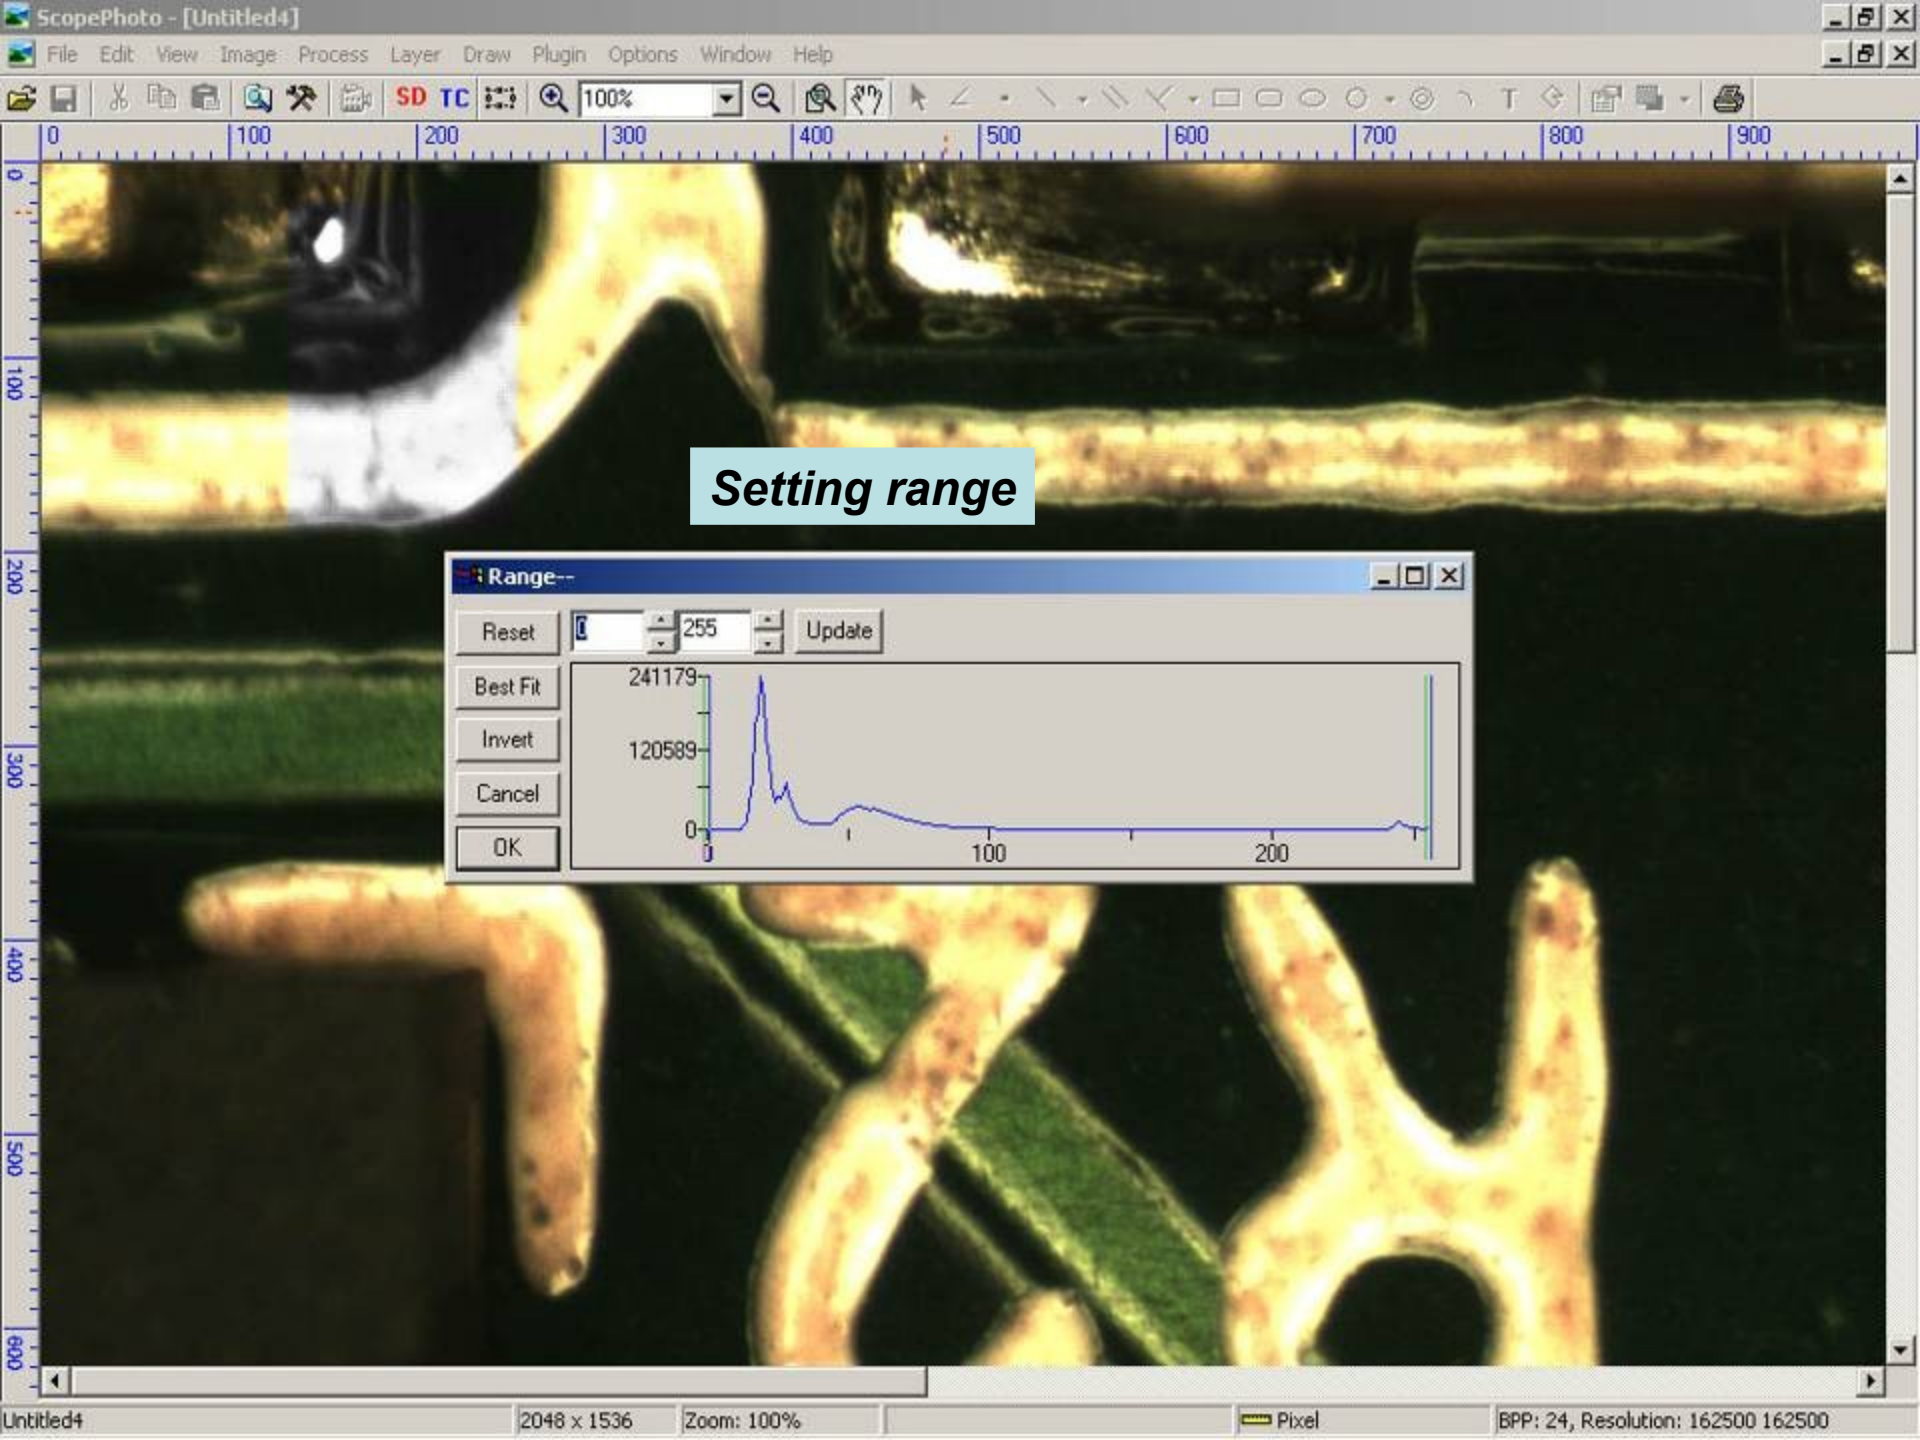 ScopePhoto - [Untitled4]
File Edit View Image Process Layer Draw Plugin Options Window Help
SD TC 100% T
0 100 200 300 400 500 600 700 800 900
0
100
200
300
400
500
600
Setting range
Range--
Reset 0 255 Update
Best Fit
Invert
Cancel
OK
241179
120589
0
0 100 200
Untitled4 2048 x 1536 Zoom: 100% Pixel BPP: 24, Resolution: 162500 162500